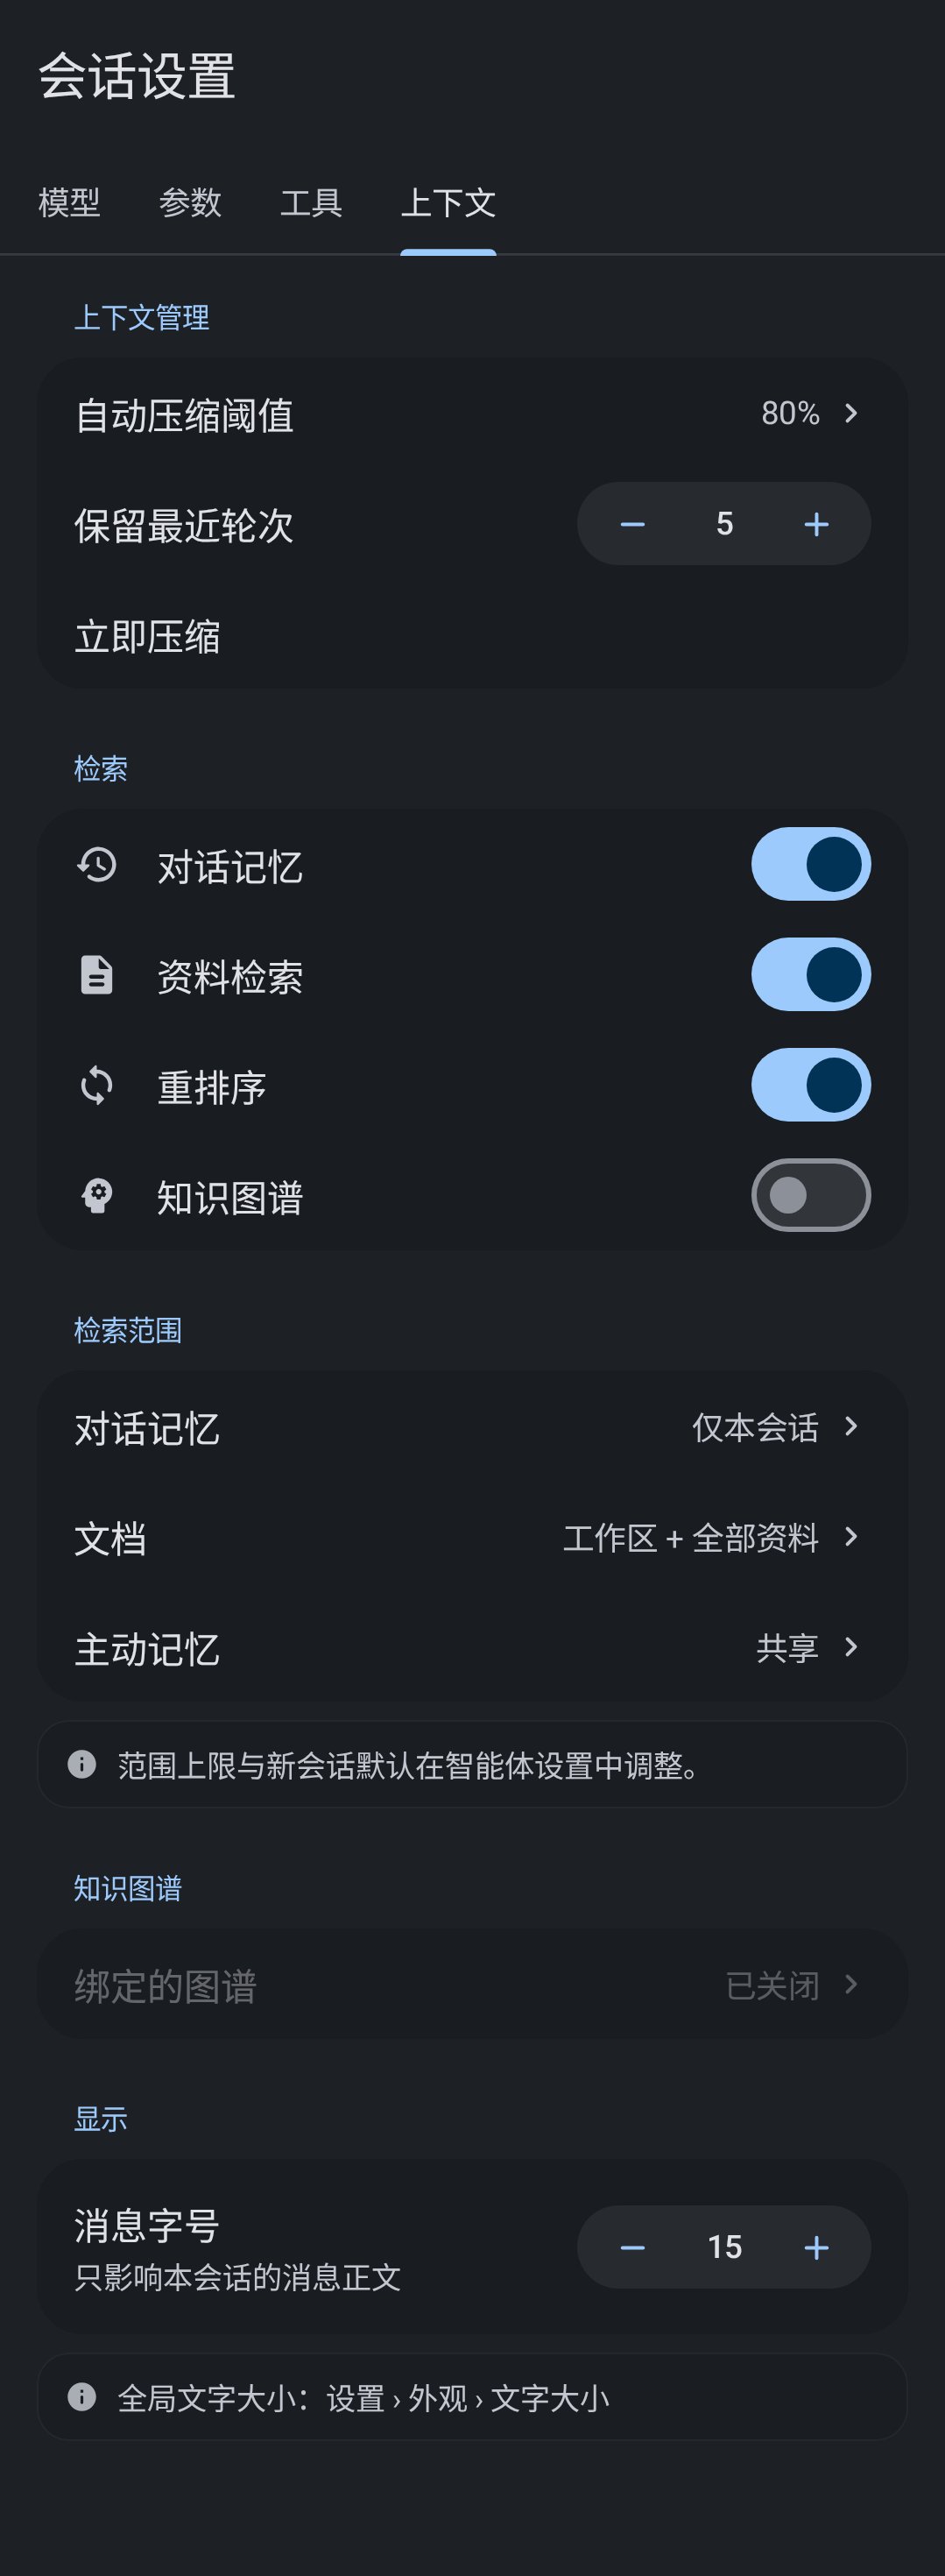 会话设置
模型 参数 工具 上下文
上下文管理
自动压缩阈值 80%
保留最近轮次 − 5 +
立即压缩
检索
对话记忆
资料检索
重排序
知识图谱
检索范围
对话记忆 仅本会话
文档 工作区 + 全部资料
主动记忆 共享
范围上限与新会话默认在智能体设置中调整。
知识图谱
绑定的图谱 已关闭
显示
消息字号 − 15 +
只影响本会话的消息正文
全局文字大小：设置 › 外观 › 文字大小